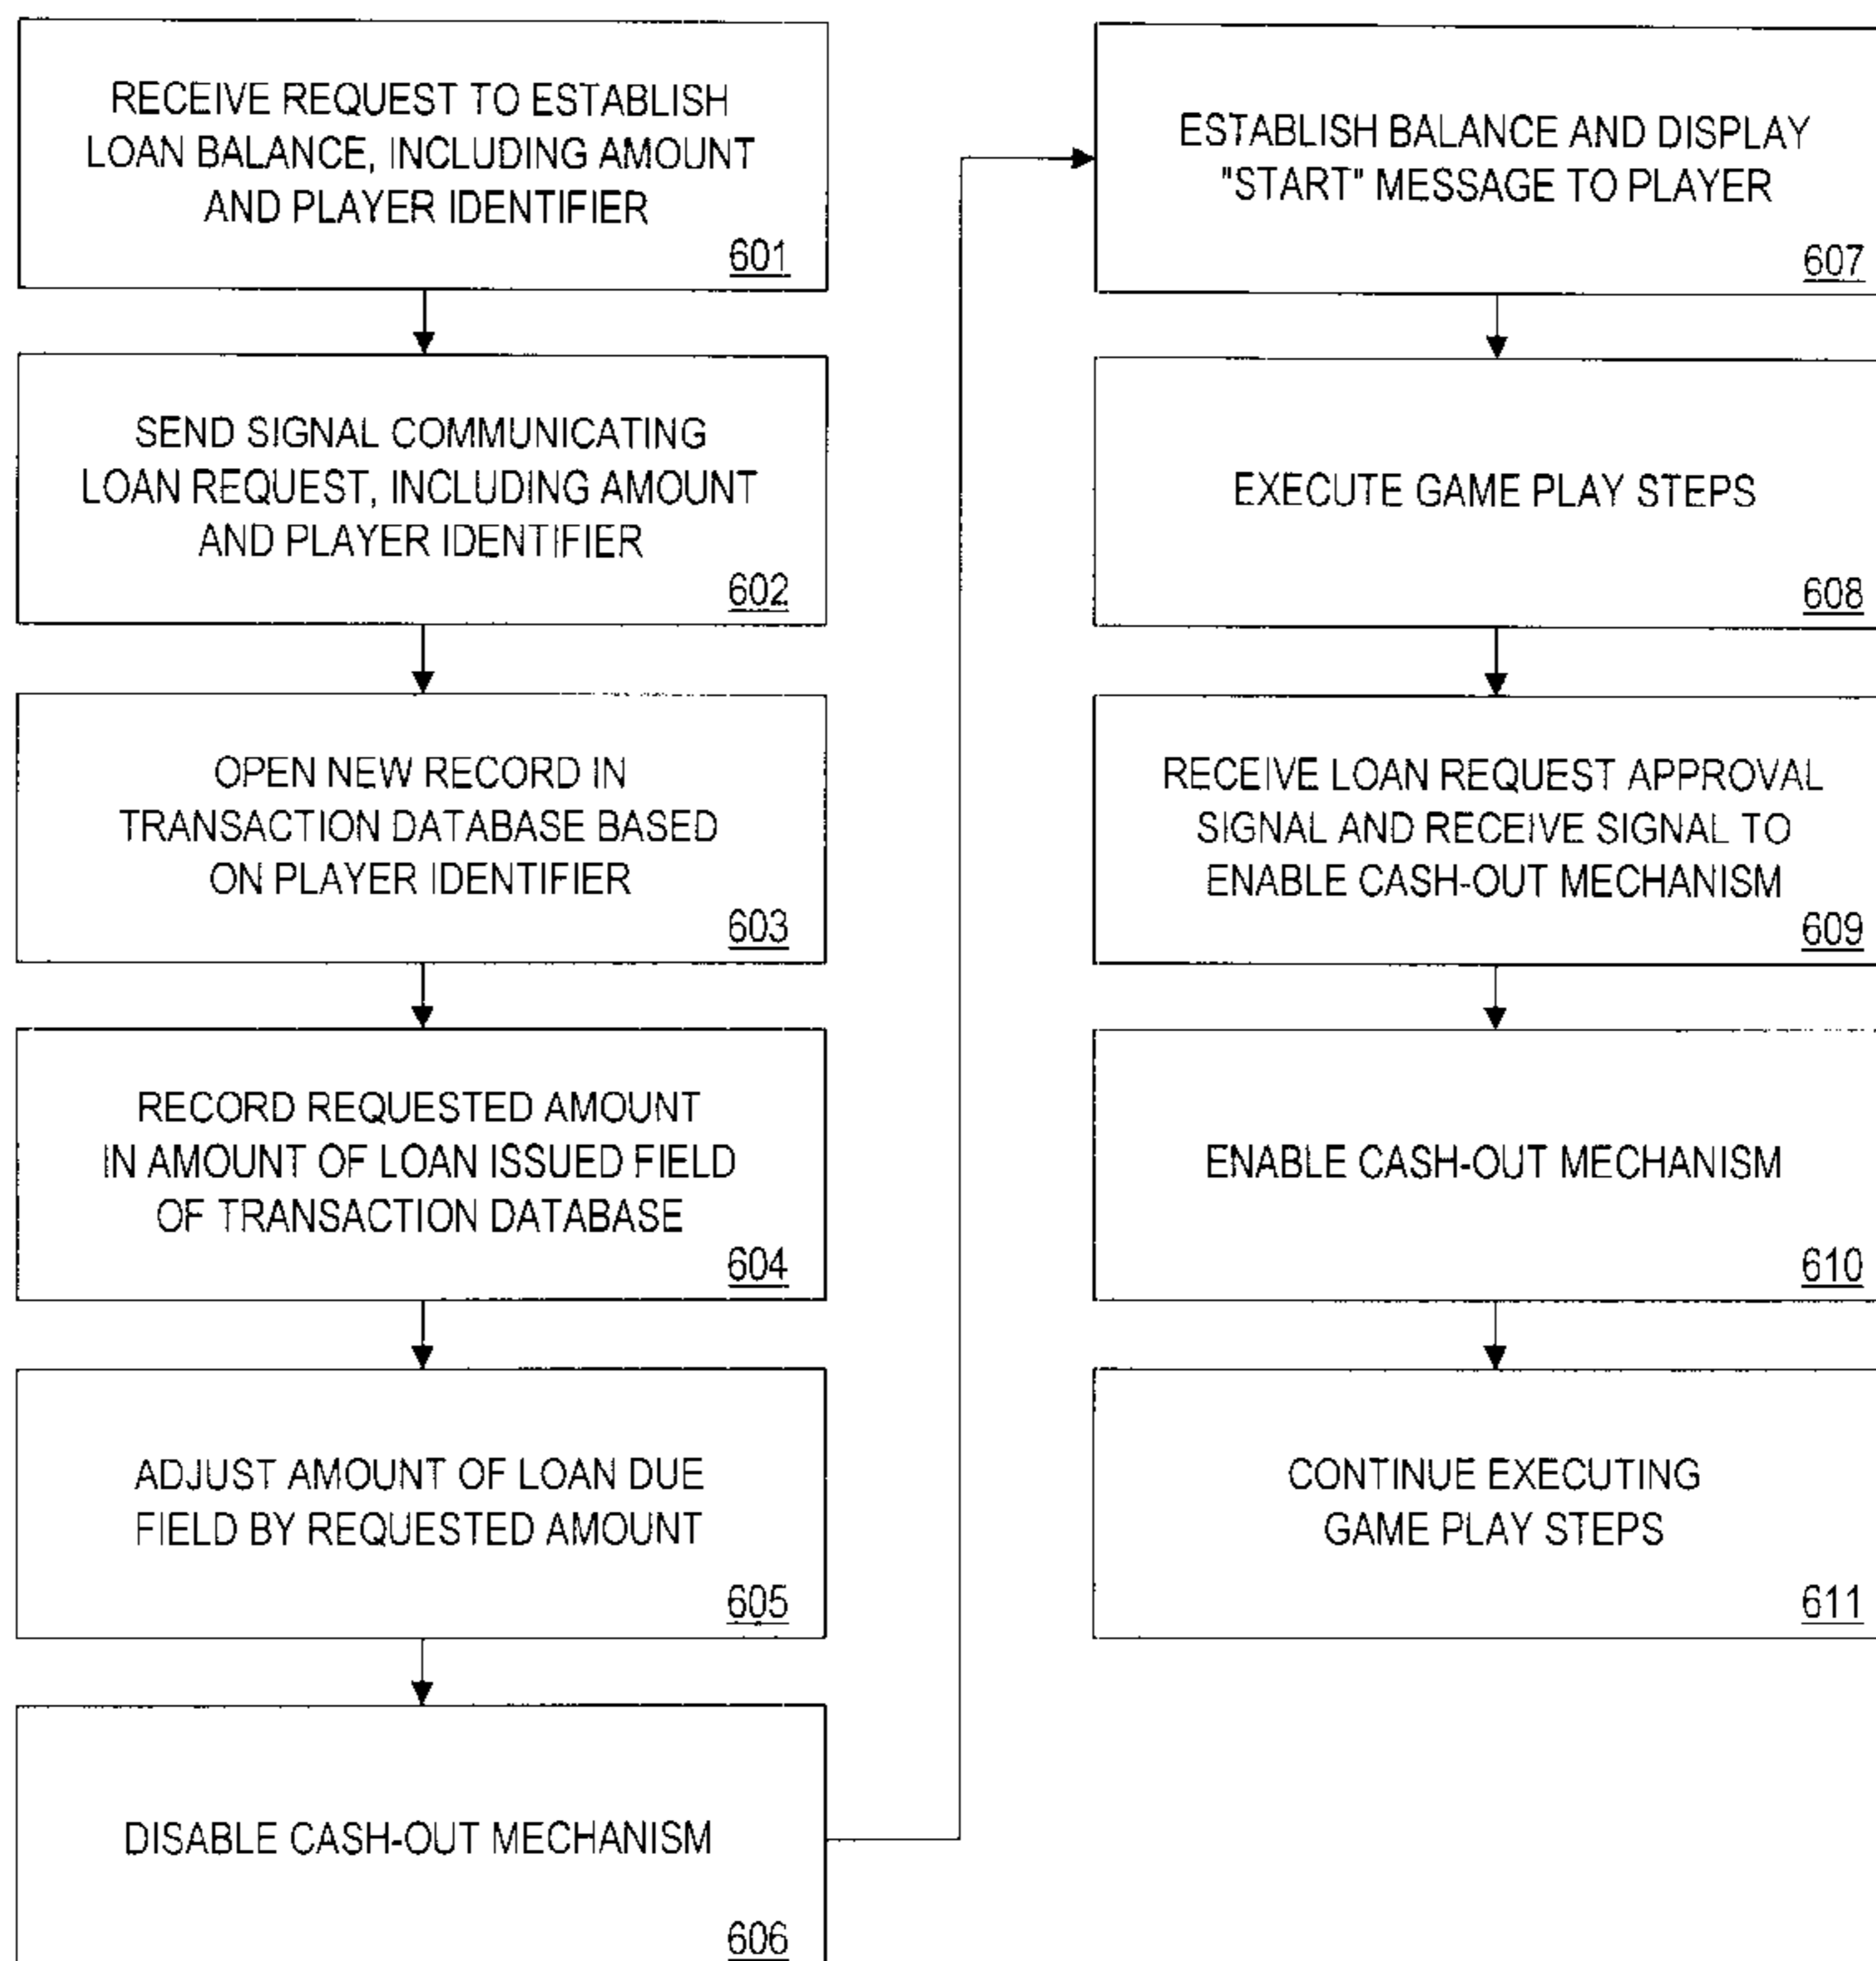 RECEIVE REQUEST TO ESTABLISH
LOAN BALANCE, INCLUDING AMOUNT
AND PLAYER IDENTIFIER
601
SEND SIGNAL COMMUNICATING
LOAN REQUEST, INCLUDING AMOUNT
AND PLAYER IDENTIFIER
602
OPEN NEW RECORD IN
TRANSACTION DATABASE BASED
ON PLAYER IDENTIFIER
603
RECORD REQUESTED AMOUNT
IN AMOUNT OF LOAN ISSUED FIELD
OF TRANSACTION DATABASE
604
ADJUST AMOUNT OF LOAN DUE
FIELD BY REQUESTED AMOUNT
605
DISABLE CASH-OUT MECHANISM
606
ESTABLISH BALANCE AND DISPLAY
"START" MESSAGE TO PLAYER
607
EXECUTE GAME PLAY STEPS
608
RECEIVE LOAN REQUEST APPROVAL
SIGNAL AND RECEIVE SIGNAL TO
ENABLE CASH-OUT MECHANISM
609
ENABLE CASH-OUT MECHANISM
610
CONTINUE EXECUTING
GAME PLAY STEPS
611